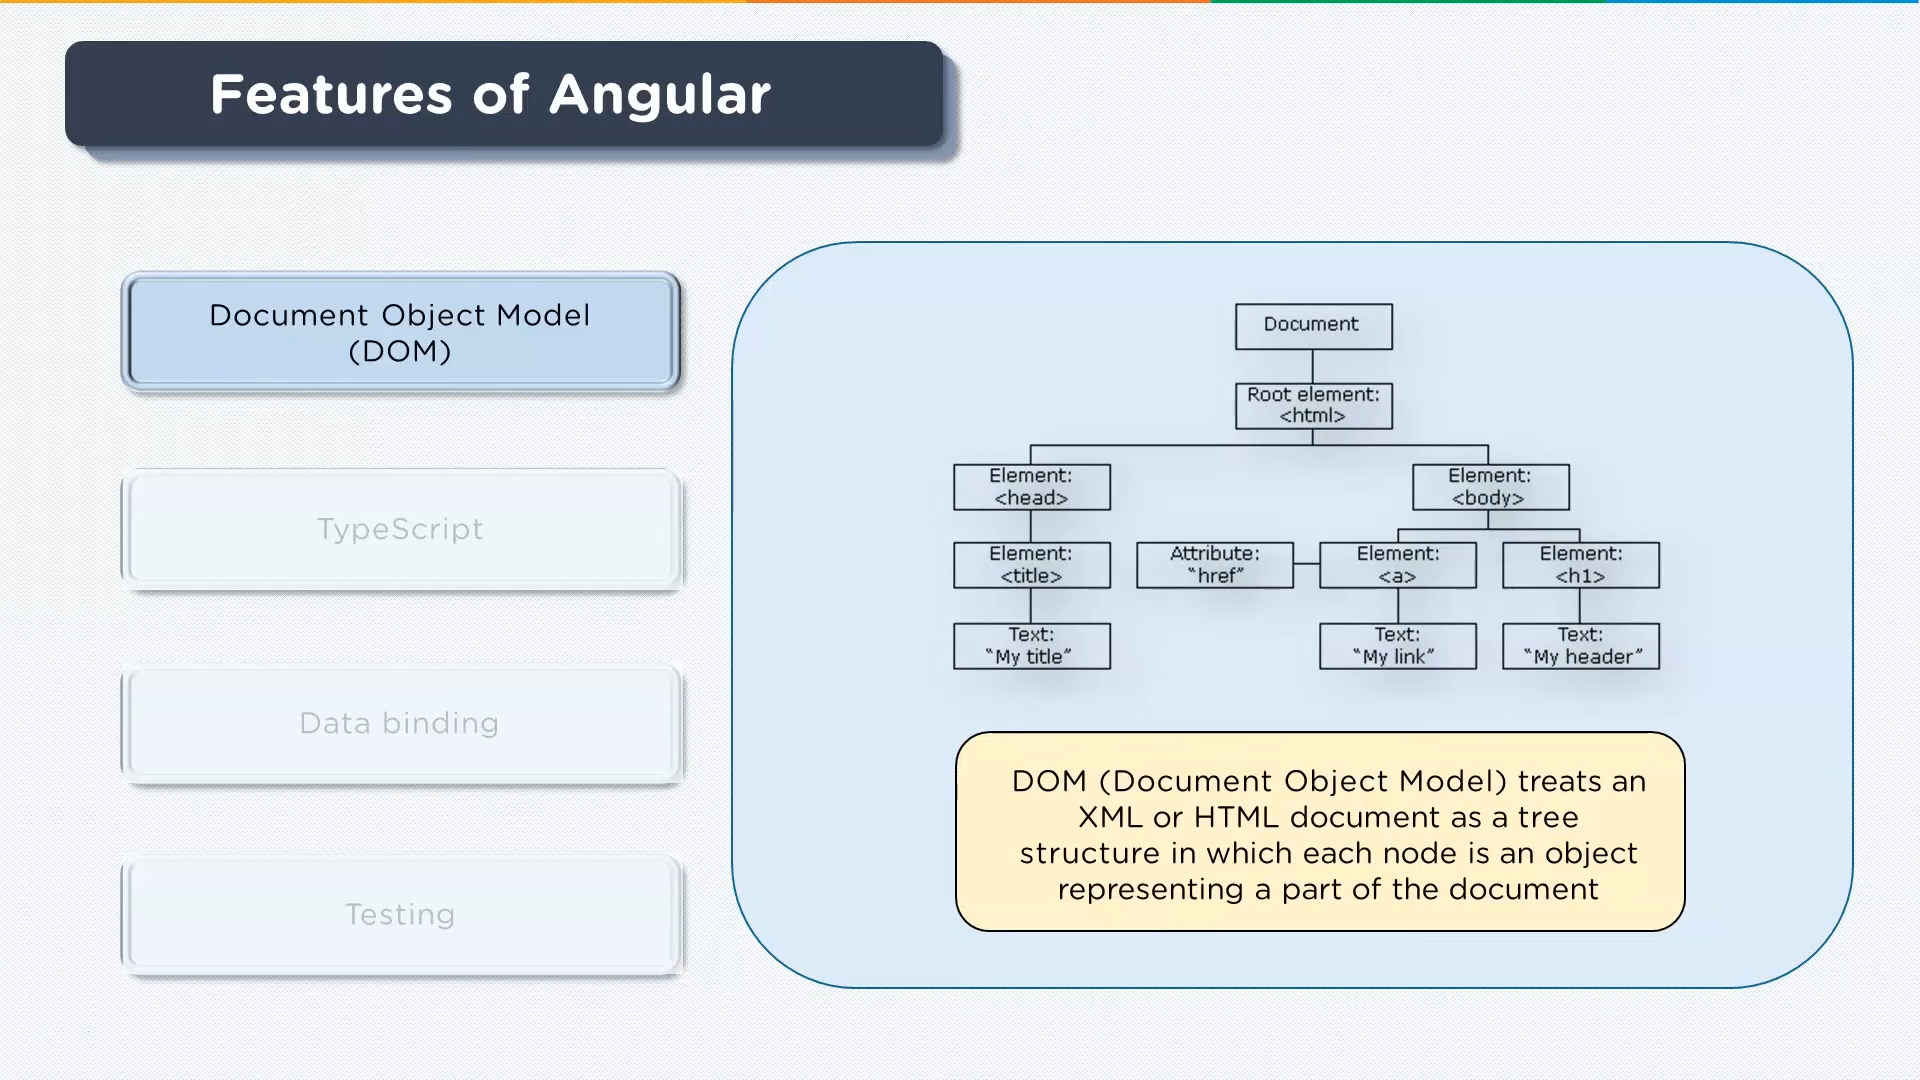 Features of Angular
Document Object Model
(DOM)
TypeScript
Data binding
Testing
Document
Root element:
<html>
Element:
<head>
Element:
<body>
Element:
<title>
Attribute:
“href”
Element:
<a>
Element:
<h1>
Text:
“My title”
Text:
“My link”
Text:
“My header”
DOM (Document Object Model) treats an
XML or HTML document as a tree
structure in which each node is an object
representing a part of the document